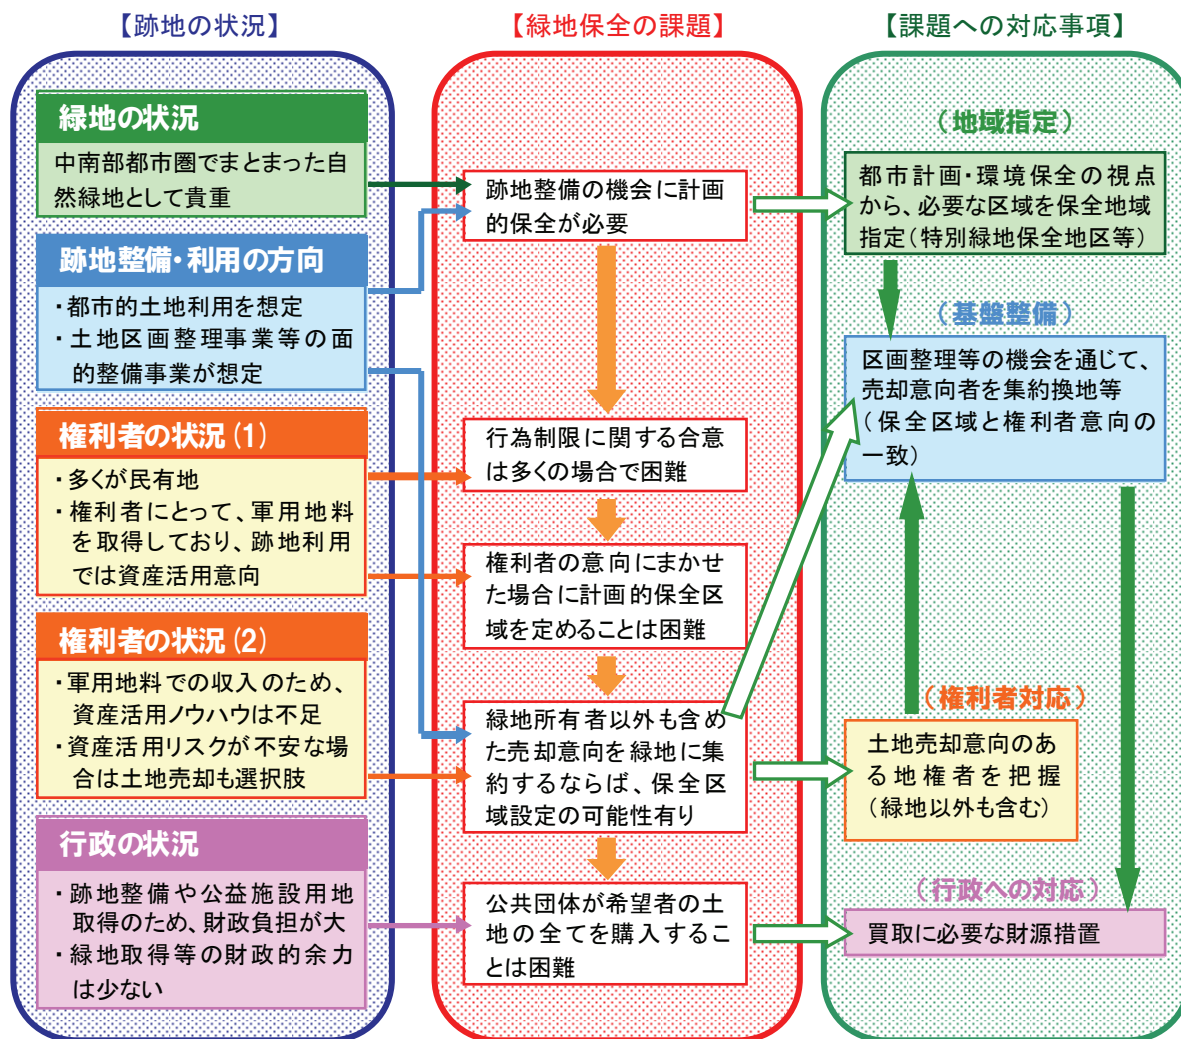 【跡地の状況】
緑地の状況
中南部都市圏でまとまった自
然緑地として貴重
跡地整備・利用の方向
・都市的土地利用を想定
・土地区画整理事業等の面
的整備事業が想定
権利者の状況(1)
・多くが民有地
・権利者にとって、軍用地料
を取得しており、跡地利用
では資産活用意向
権利者の状況(2)
・軍用地料での収入のため、
資産活用ノウハウは不足
・資産活用リスクが不安な場
合は土地売却も選択肢
行政の状況
・跡地整備や公益施設用地
取得のため、財政負担が大
・緑地取得等の財政的余力
は少ない
【緑地保全の課題】
跡地整備の機会に計画
的保全が必要
行為制限に関する合意
は多くの場合で困難
権利者の意向にまかせ
た場合に計画的保全区
域を定めることは困難
緑地所有者以外も含め
た売却意向を緑地に集
約するならば、保全区
域設定の可能性有り
公共団体が希望者の土
地の全てを購入するこ
とは困難
【課題への対応事項】
(地域指定)
都市計画・環境保全の視点
から、必要な区域を保全地域
指定(特別緑地保全地区等)
(基盤整備)
区画整理等の機会を通じて、
売却意向者を集約換地等
(保全区域と権利者意向の
一致)
(権利者対応)
土地売却意向のあ
る地権者を把握
(緑地以外も含む)
(行政への対応)
買取に必要な財源措置